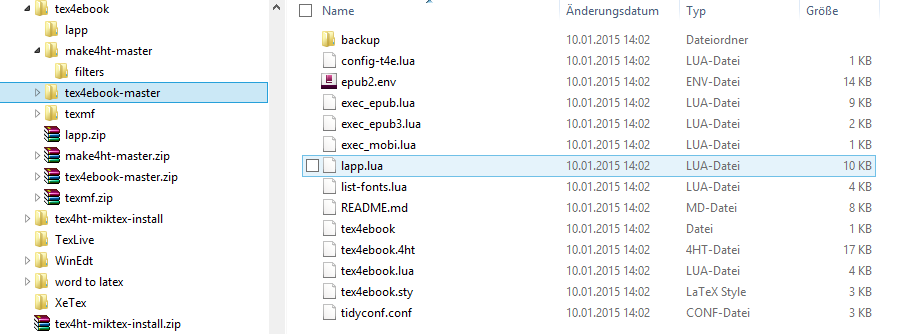 tex4ebook
lapp
make4ht-master
filters
tex4ebook-master
texmf
lapp.zip
make4ht-master.zip
tex4ebook-master.zip
texmf.zip
tex4ht-miktex-install
TexLive
WinEdt
word to latex
XeTex
tex4ht-miktex-install.zip
Name Änderungsdatum Typ Größe
backup 10.01.2015 14:02 Dateiordner
config-t4e.lua 10.01.2015 14:02 LUA-Datei 1 KB
epub2.env 10.01.2015 14:02 ENV-Datei 14 KB
exec_epub.lua 10.01.2015 14:02 LUA-Datei 9 KB
exec_epub3.lua 10.01.2015 14:02 LUA-Datei 2 KB
exec_mobi.lua 10.01.2015 14:02 LUA-Datei 1 KB
lapp.lua 10.01.2015 14:02 LUA-Datei 10 KB
list-fonts.lua 10.01.2015 14:02 LUA-Datei 4 KB
README.md 10.01.2015 14:02 MD-Datei 8 KB
tex4ebook 10.01.2015 14:02 Datei 1 KB
tex4ebook.4ht 10.01.2015 14:02 4HT-Datei 17 KB
tex4ebook.lua 10.01.2015 14:02 LUA-Datei 4 KB
tex4ebook.sty 10.01.2015 14:02 LaTeX Style 3 KB
tidyconf.conf 10.01.2015 14:02 CONF-Datei 3 KB